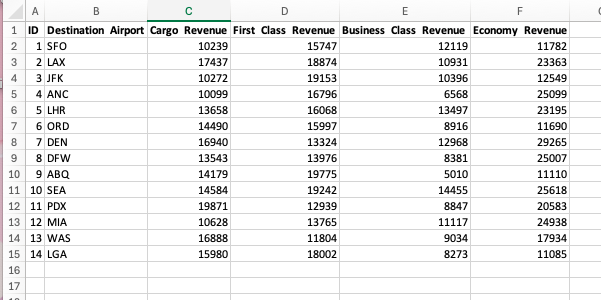 A B C D E F
1 ID Destination Airport Cargo Revenue First Class Revenue Business Class Revenue Economy Revenue
2 1 SFO 10239 15747 12119 11782
3 2 LAX 17437 18874 10931 23363
4 3 JFK 10272 19153 10396 12549
5 4 ANC 10099 16796 6568 25099
6 5 LHR 13658 16068 13497 23195
7 6 ORD 14490 15997 8916 11690
8 7 DEN 16940 13324 12968 29265
9 8 DFW 13543 13976 8381 25007
10 9 ABQ 14179 19775 5010 11110
11 10 SEA 14584 19242 14455 25618
12 11 PDX 19871 12939 8847 20583
13 12 MIA 10628 13765 11117 24938
14 13 WAS 16888 11804 9034 17934
15 14 LGA 15980 18002 8273 11085
16
17